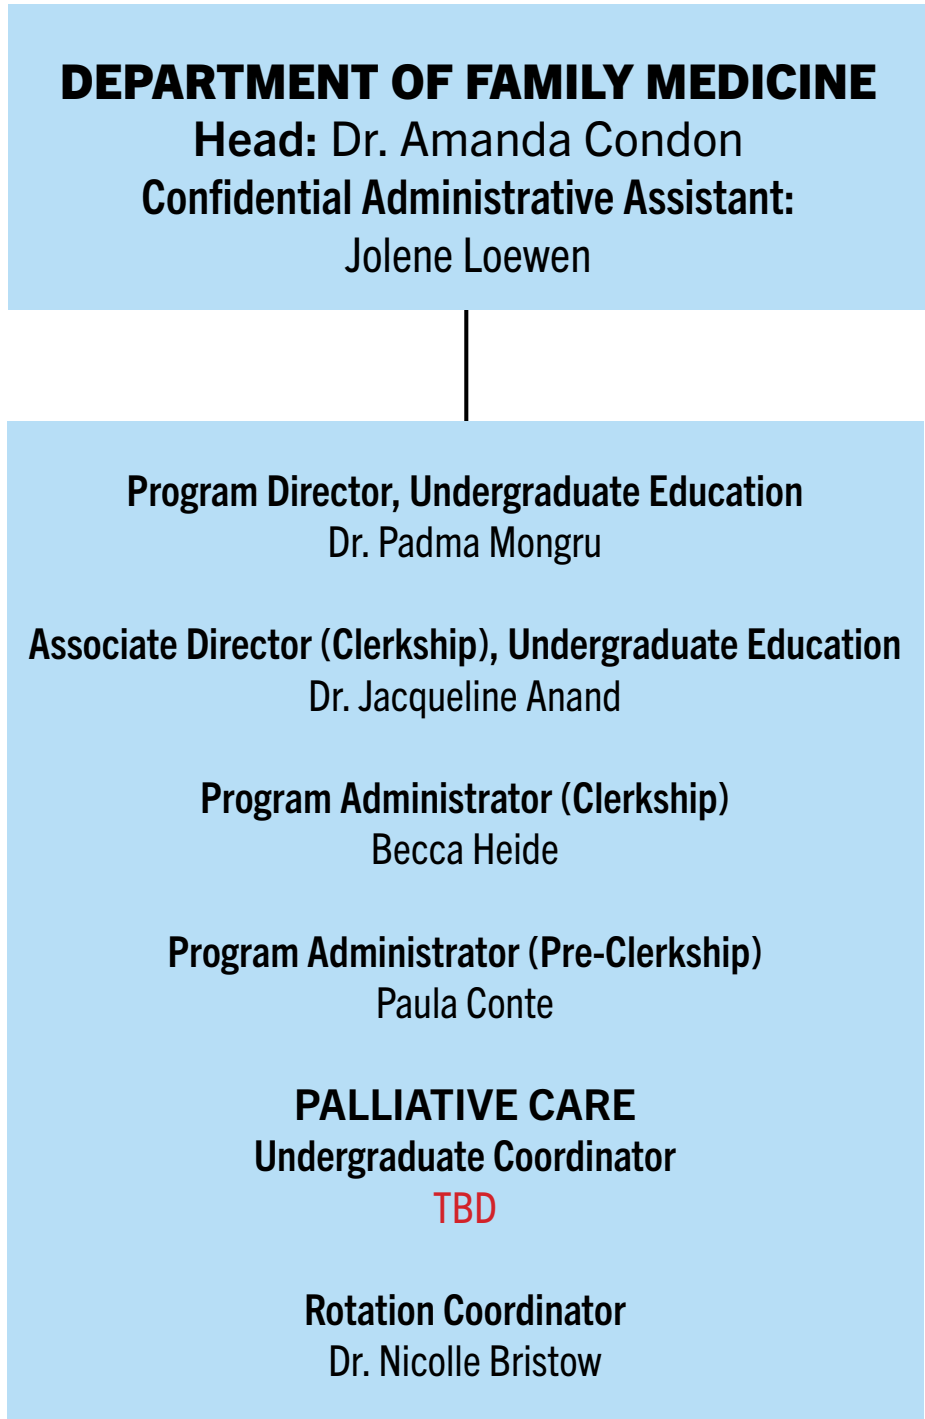 DEPARTMENT OF FAMILY MEDICINE
Head: Dr. Amanda Condon
Confidential Administrative Assistant:
Jolene Loewen
Program Director, Undergraduate Education
Dr. Padma Mongru
Associate Director (Clerkship), Undergraduate Education
Dr. Jacqueline Anand
Program Administrator (Clerkship)
Becca Heide
Program Administrator (Pre-Clerkship)
Paula Conte
PALLIATIVE CARE
Undergraduate Coordinator
TBD
Rotation Coordinator
Dr. Nicolle Bristow